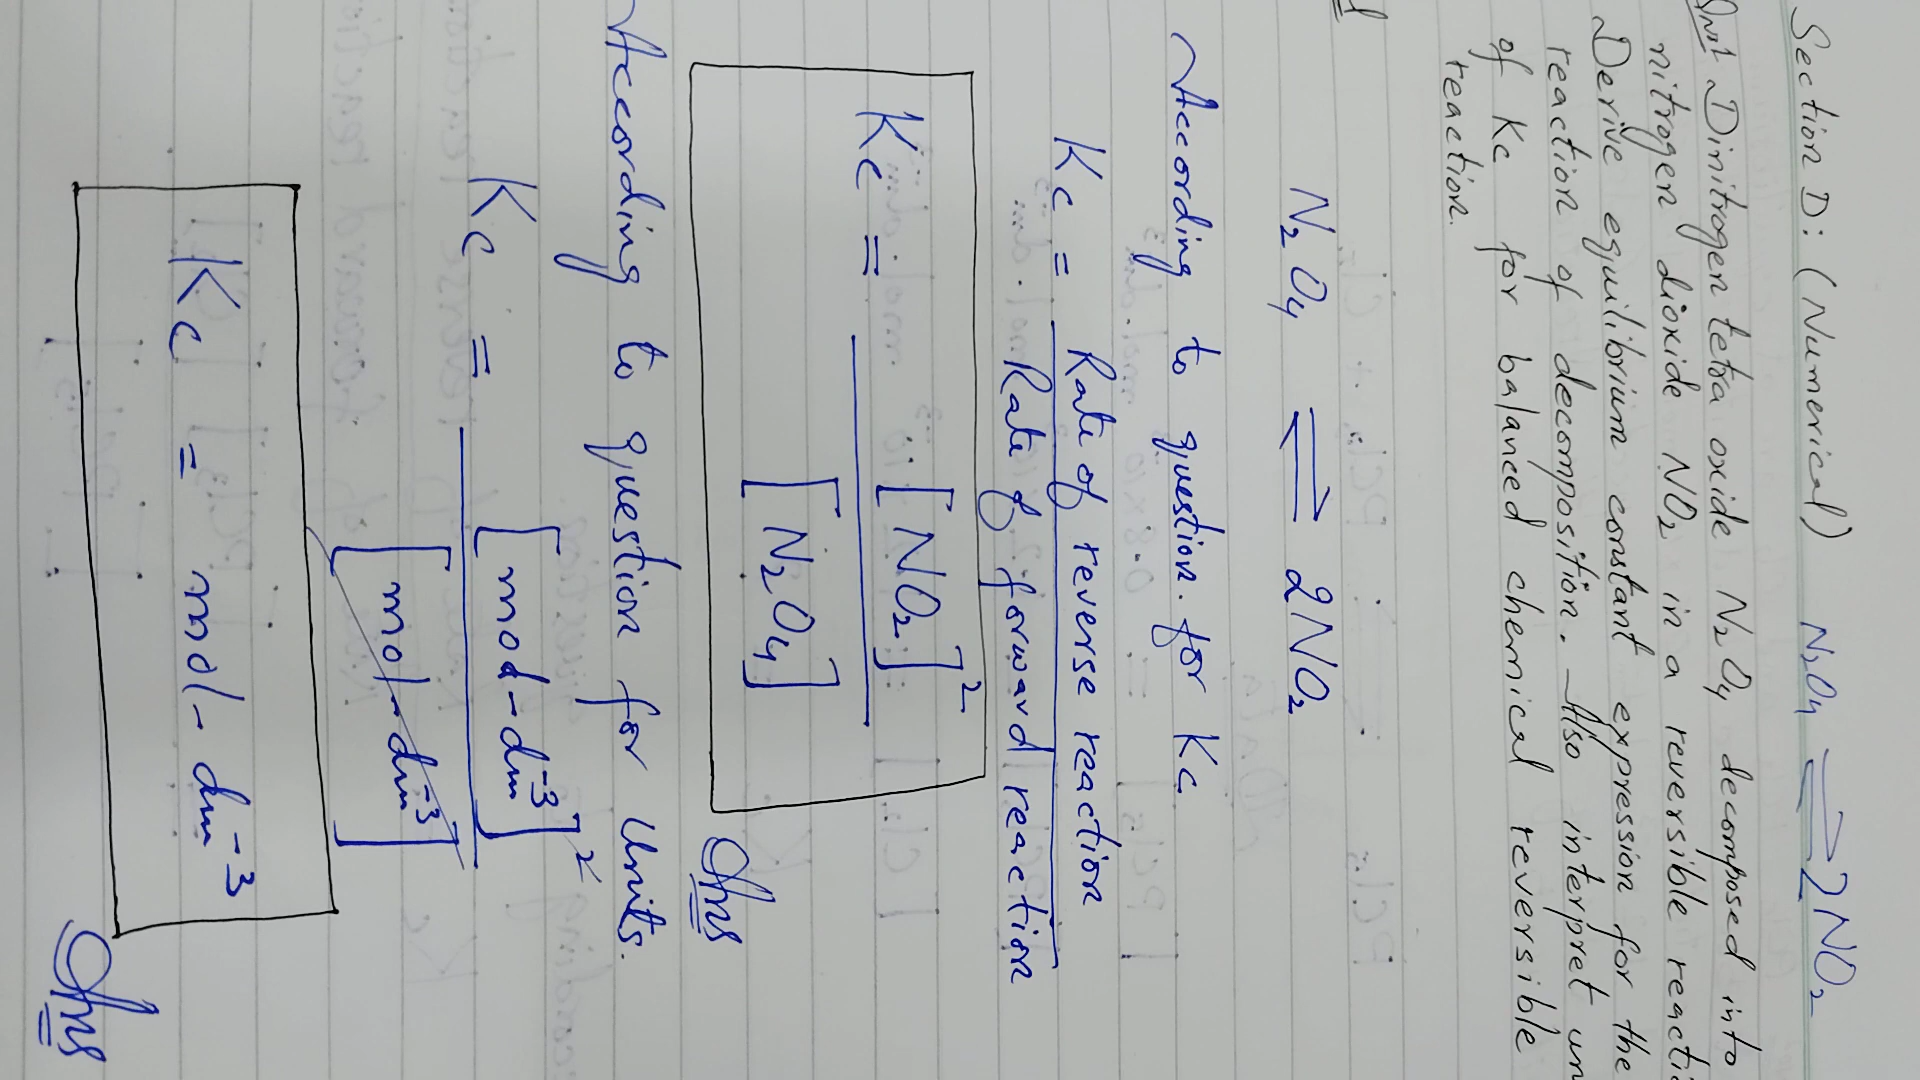 Section D: (Numerical) N₂O₄ ⇌ 2NO₂
Dinitrogen tetra oxide N₂O₄ decomposed into
nitrogen dioxide NO₂ in a reversible reacti
Derive equilibrium constant expression for the
reaction of decomposition. Also interpret un
of Kc for balanced chemical reversible
reaction.
N₂O₄ ⇌ 2NO₂
According to question for Kc
Kc = Rate of reverse reaction
Rate of forward reaction
Kc = [NO₂]²
[N₂O₄]
Ans
According to question for Units.
Kc = [mol-dm⁻³]²
[mol-dm⁻³]
Kc = mol-dm⁻³
Ans